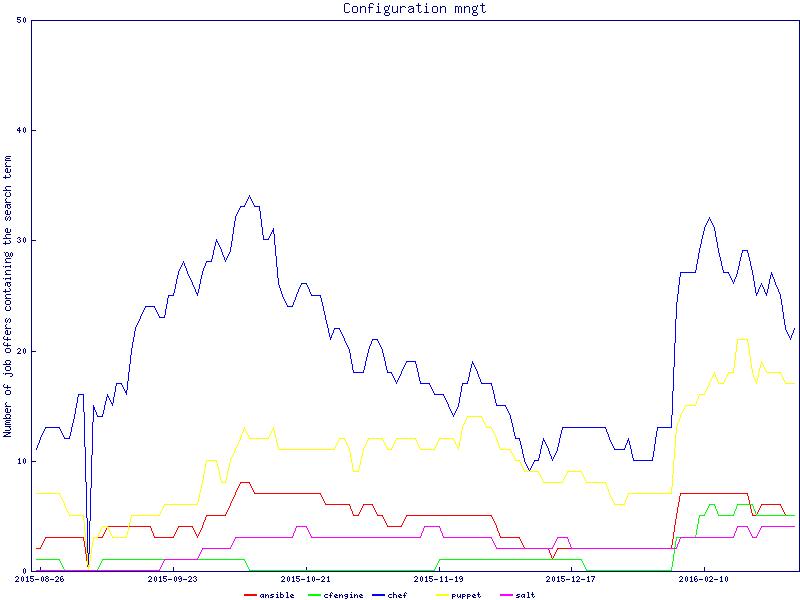 Configuration mngt
Number of job offers containing the search term
50
40
30
20
10
0
2015-08-26 2015-09-23 2015-10-21 2015-11-19 2015-12-17 2016-02-10
ansible cfengine chef puppet salt